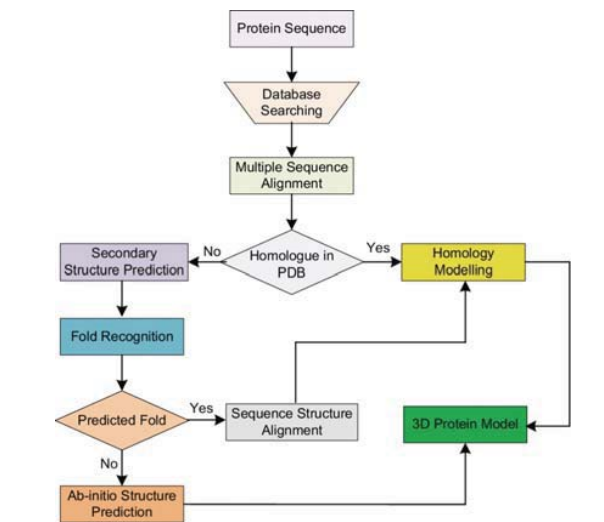 Protein Sequence
Database
Searching
Multiple Sequence
Alignment
Homologue in
PDB
No
Yes
Secondary
Structure Prediction
Homology
Modelling
Fold Recognition
Predicted Fold
Yes
Sequence Structure
Alignment
3D Protein Model
No
Ab-initio Structure
Prediction